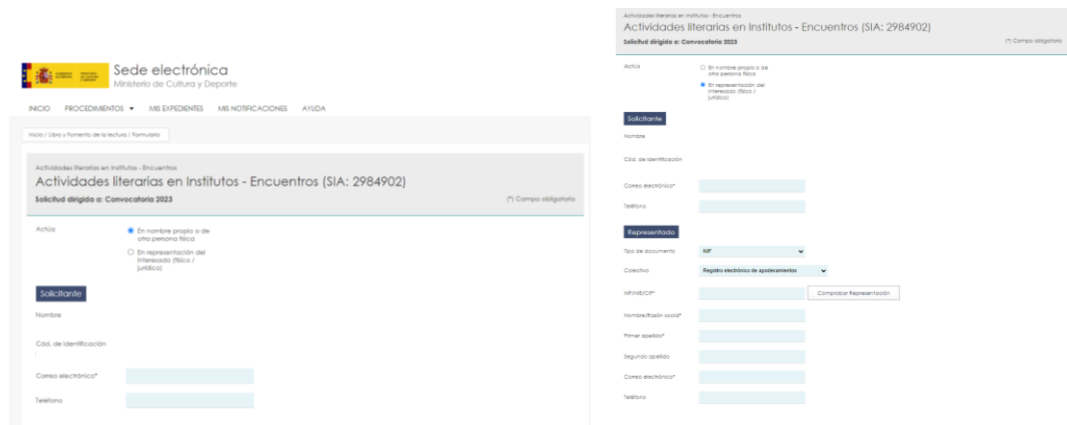 Sede electrónica
Ministerio de Cultura y Deporte
INICIO PROCEDIMIENTOS MIS EXPEDIENTES MIS NOTIFICACIONES AYUDA
Inicio / Libro y Fomento de la lectura / Formulario
Actividades literarias en Institutos - Encuentros
Actividades literarias en Institutos - Encuentros (SIA: 2984902)
Solicitud dirigida a: Convocatoria 2023 (*) Campo obligatorio
Actúa
En nombre propio o de
otra persona física
En representación del
interesado (físico /
jurídico)
Solicitante
Nombre
Cód. de identificación
Correo electrónico*
Teléfono
Actividades literarias en Institutos - Encuentros
Actividades literarias en Institutos - Encuentros (SIA: 2984902)
Solicitud dirigida a: Convocatoria 2023 (*) Campo obligatorio
Actúa
En nombre propio o de
otra persona física
En representación del
interesado (físico /
jurídico)
Solicitante
Nombre
Cód. de identificación
Correo electrónico*
Teléfono
Representado
Tipo de documento NIF
Colectivo Registro electrónico de apoderamientos
NIF/NIE/CIF* Comprobar Representación
Nombre/Razón social*
Primer apellido*
Segundo apellido
Correo electrónico*
Teléfono